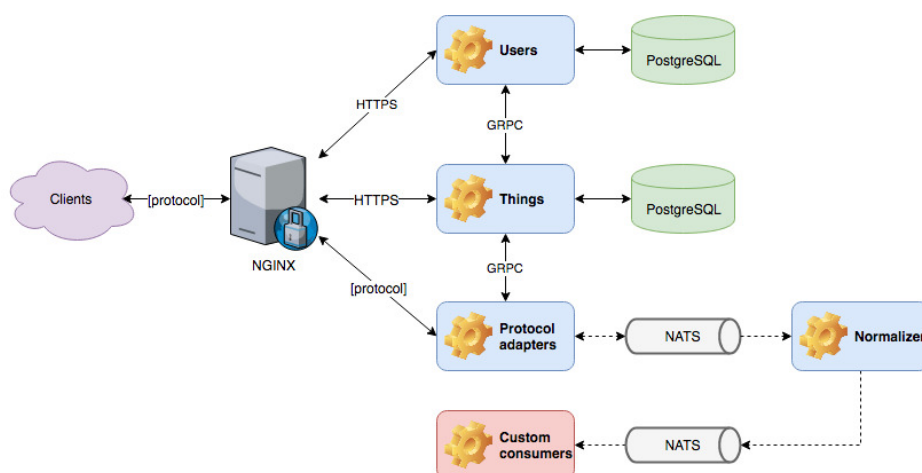 Users
PostgreSQL
HTTPS
GRPC
Clients
[protocol]
HTTPS
Things
PostgreSQL
NGINX
GRPC
[protocol]
Protocol
adapters
NATS
Normalizer
Custom
consumers
NATS